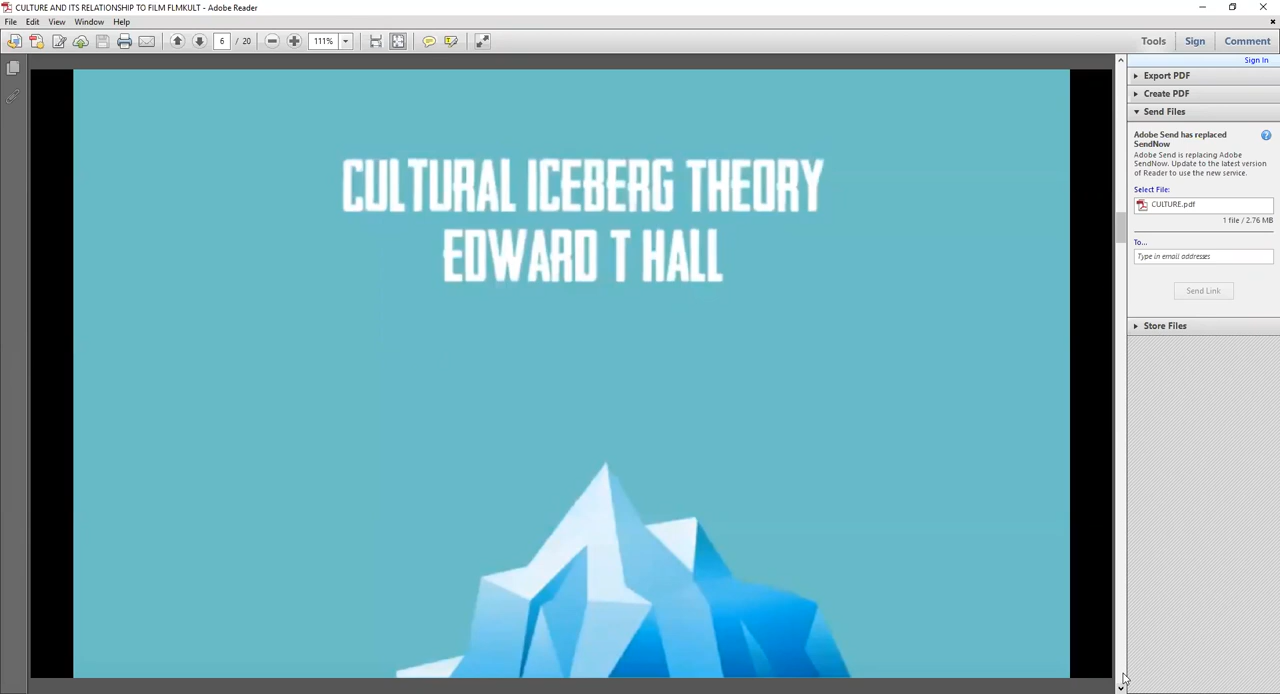 CULTURE AND ITS RELATIONSHIP TO FILM FLMKULT - Adobe Reader
File Edit View Window Help
6 / 20 111% Tools Sign Comment
Sign In
Export PDF
Create PDF
Send Files
Adobe Send has replaced
SendNow
Adobe Send is replacing Adobe
SendNow. Update to the latest version
of Reader to use the new service.
Select File:
CULTURE.pdf
1 file / 2.76 MB
To...
Type in email addresses
Send Link
Store Files
CULTURAL ICEBERG THEORY
EDWARD T HALL